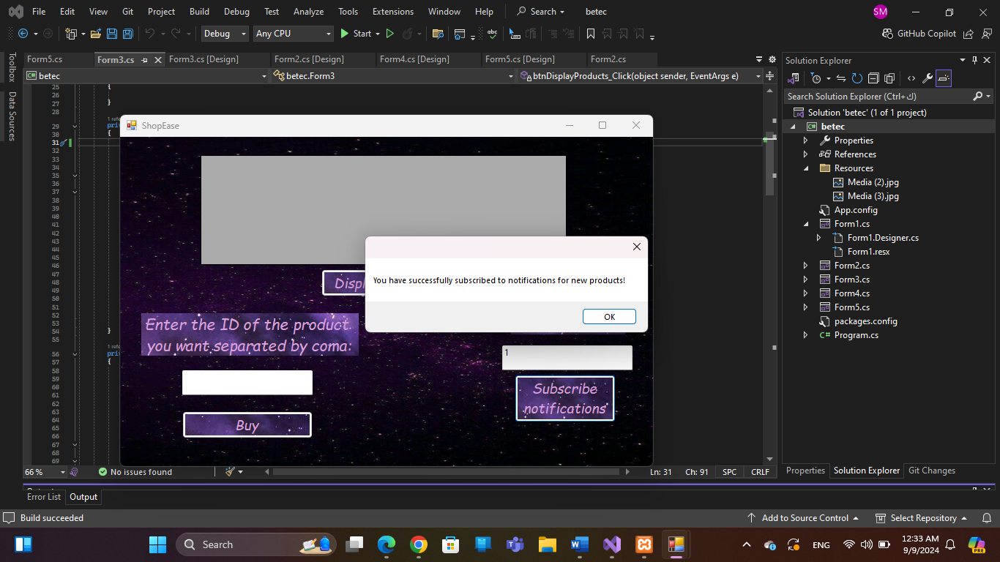 File Edit View Git Project Build Debug Test Analyze Tools Extensions Window Help Search betec SM
Debug Any CPU Start GitHub Copilot
Form5.cs Form3.cs Form3.cs [Design] Form2.cs [Design] Form4.cs [Design] Form5.cs [Design] Form2.cs
betec betec.Form3 btnDisplayProducts_Click(object sender, EventArgs e)
Toolbox
Data Sources
25 {
26
27 }
28
29
30 {
31
32
33
34
35
36
37
38
39
40
41
42
43
44
45
46
47
48
49
50
51
52
53
54 }
55
56
57 {
58
59
60
61
62
63
64
65
66
67
68
69
ShopEase
You have successfully subscribed to notifications for new products!
OK
Enter the ID of the product
you want separated by coma:
1
Subscribe
notifications
Buy
66 % No issues found Ln: 31 Ch: 91 SPC CRLF
Solution Explorer
Search Solution Explorer (Ctrl+ك)
Solution 'betec' (1 of 1 project)
betec
Properties
References
Resources
Media (2).jpg
Media (3).jpg
App.config
Form1.cs
Form1.Designer.cs
Form1.resx
Form2.cs
Form3.cs
Form4.cs
Form5.cs
packages.config
Program.cs
Properties Solution Explorer Git Changes
Error List Output
Build succeeded Add to Source Control Select Repository
Search ENG 12:33 AM
9/9/2024
PRE